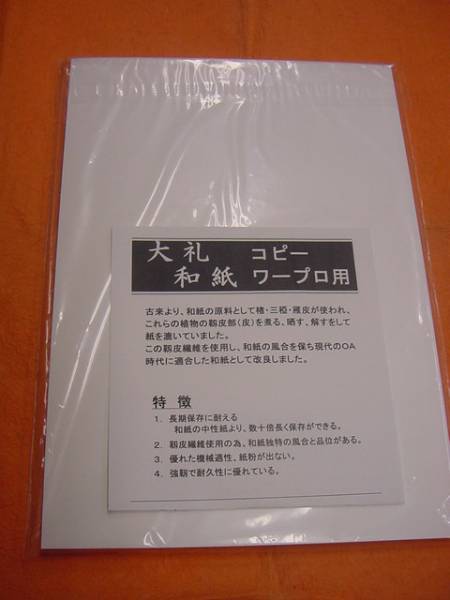 大礼 コピー
和紙 ワープロ用
古来より、和紙の原料として楮・三椏・雁皮が使われ、
これらの植物の靱皮部(皮)を煮る、晒す、解すをして
紙を漉いていました。
この靱皮繊維を使用し、和紙の風合を保ち現代のOA
時代に適合した和紙として改良しました。
特 徴
1. 長期保存に耐える
和紙の中性紙より、数十倍長く保存ができる。
2. 靱皮繊維使用の為、和紙独特の風合と品位がある。
3. 優れた機械適性、紙粉が出ない。
4. 強靱で耐久性に優れている。